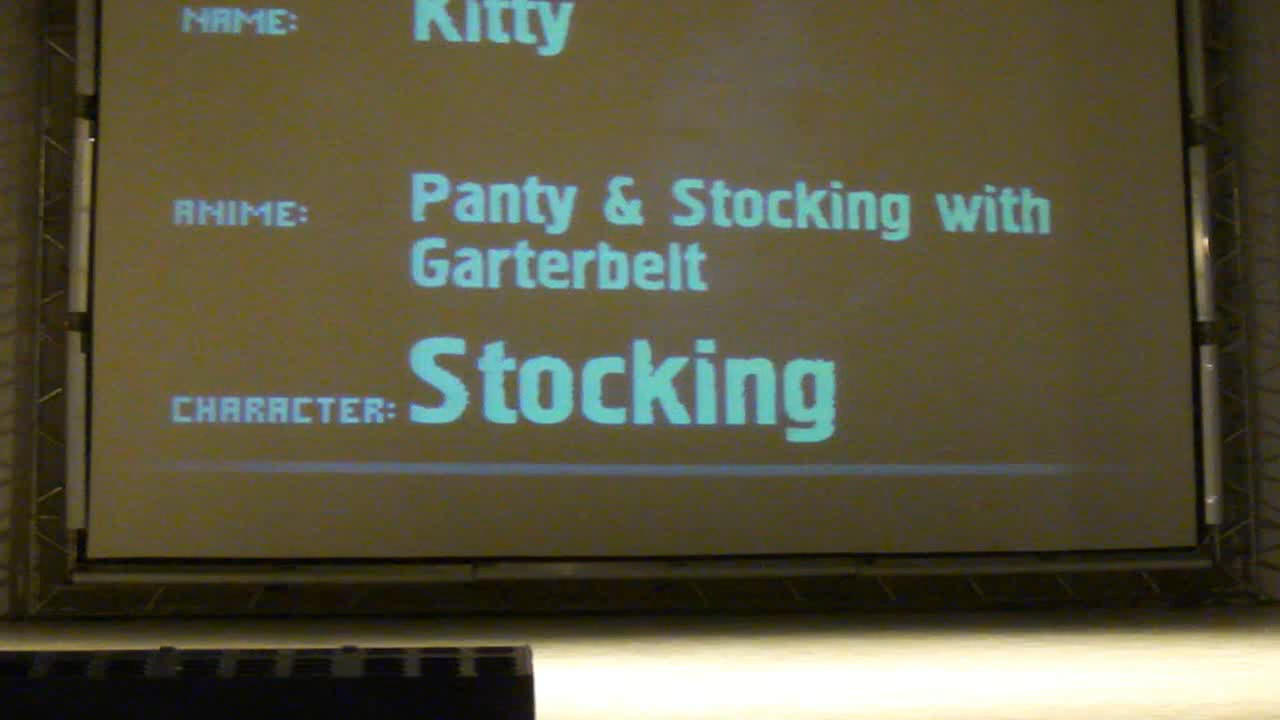 NAME: Kitty
ANIME: Panty & Stocking with
Garterbelt
CHARACTER: Stocking